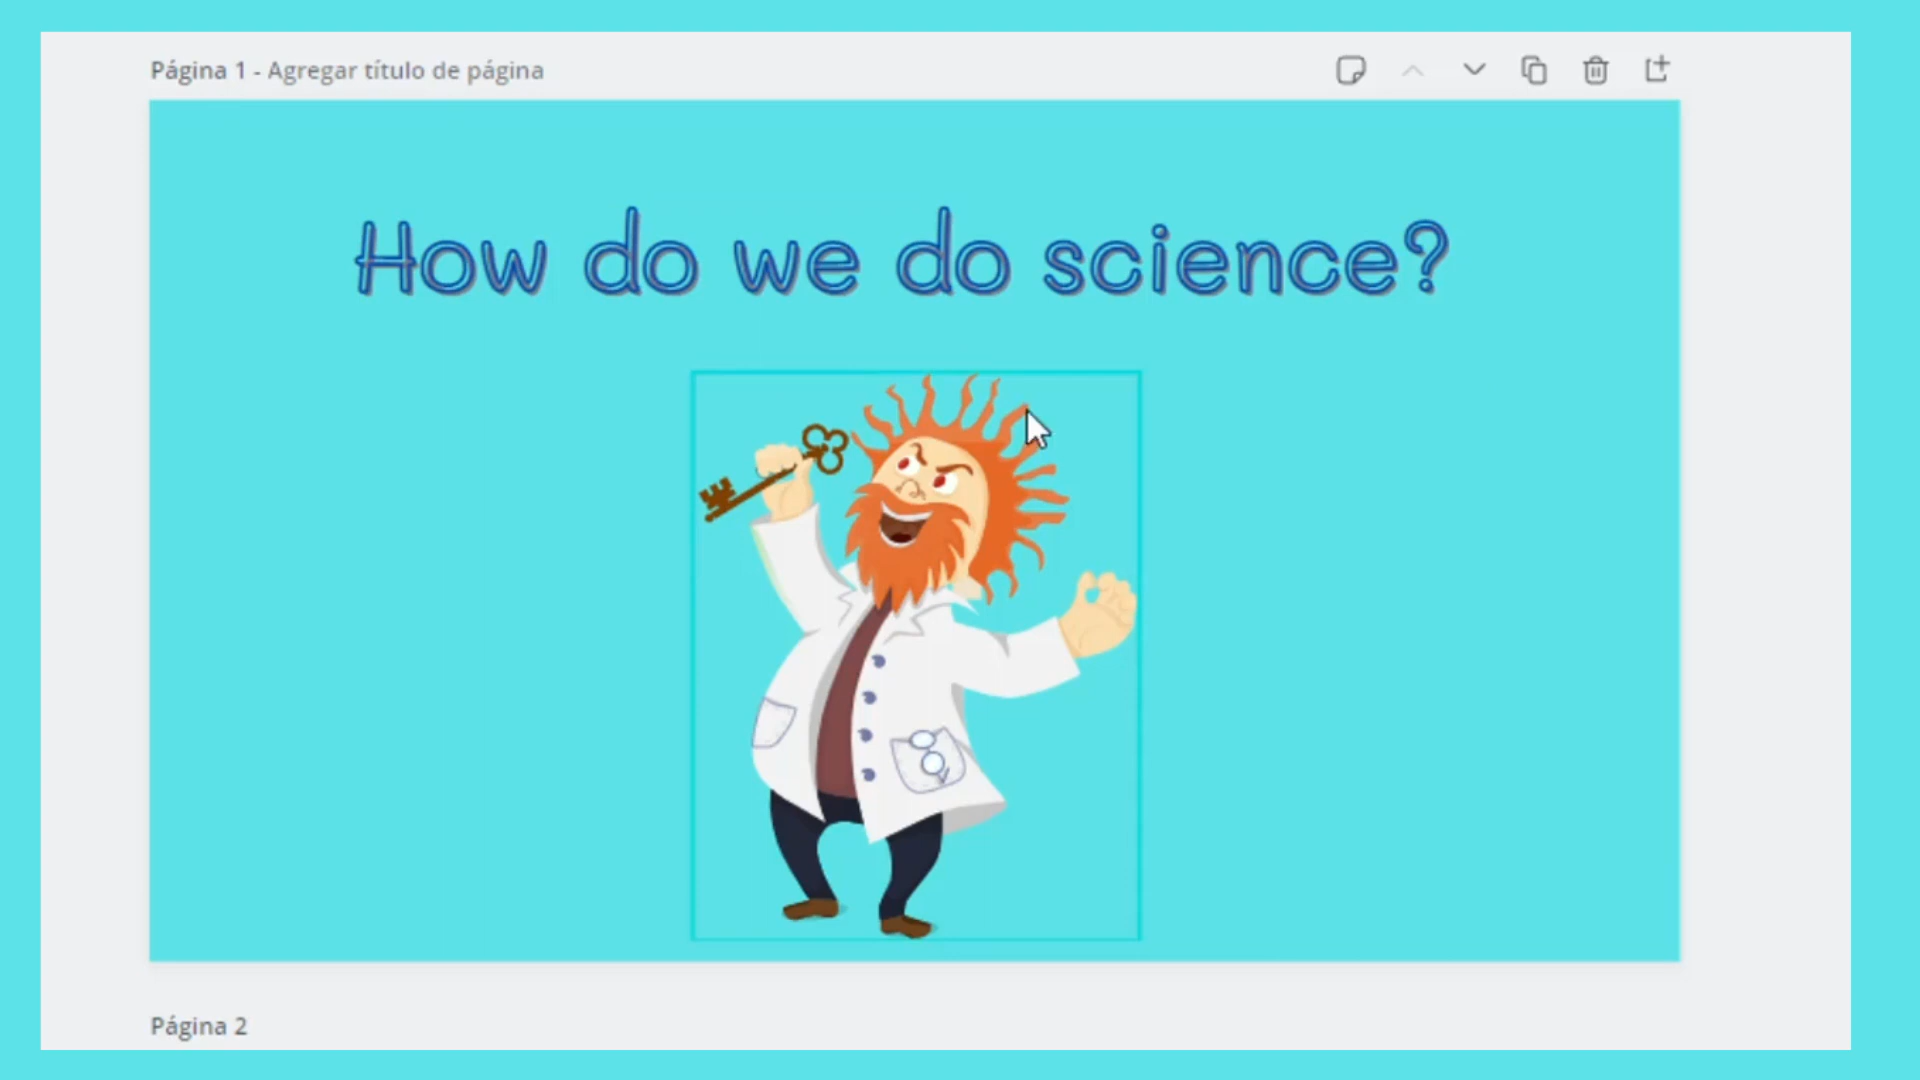 Página 1 - Agregar título de página
How do we do science?
Página 2